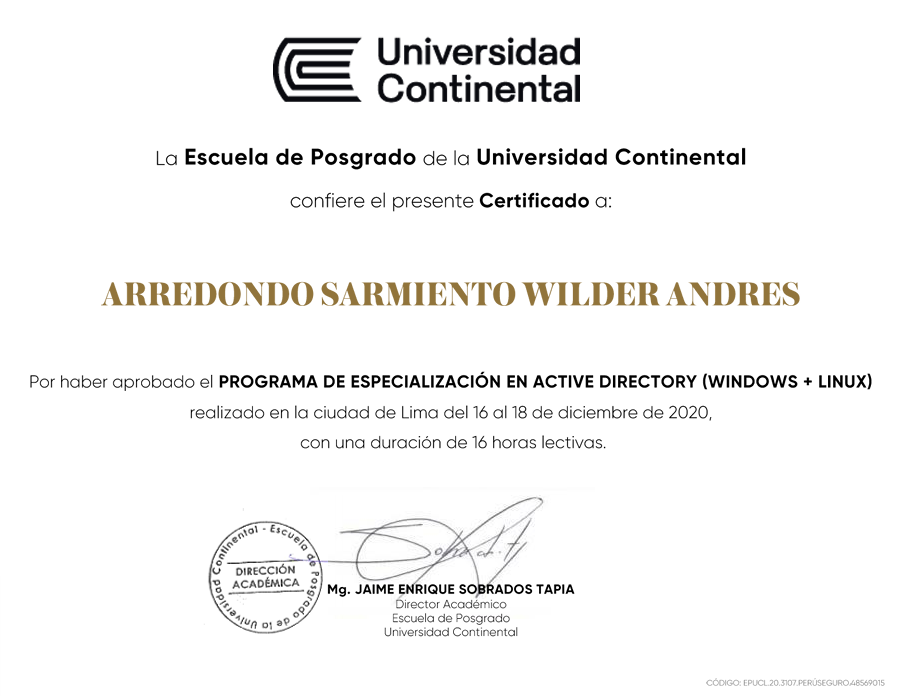 Universidad
Continental
La Escuela de Posgrado de la Universidad Continental
confiere el presente Certificado a:
ARREDONDO SARMIENTO WILDER ANDRES
Por haber aprobado el PROGRAMA DE ESPECIALIZACIÓN EN ACTIVE DIRECTORY (WINDOWS + LINUX)
realizado en la ciudad de Lima del 16 al 18 de diciembre de 2020,
con una duración de 16 horas lectivas.
Universidad Continental - Escuela de Posgrado de la
DIRECCIÓN
ACADÉMICA
Mg. JAIME ENRIQUE SOBRADOS TAPIA
Director Académico
Escuela de Posgrado
Universidad Continental
CÓDIGO: EPUCL.20.3107.PERÚSEGURO.48569015